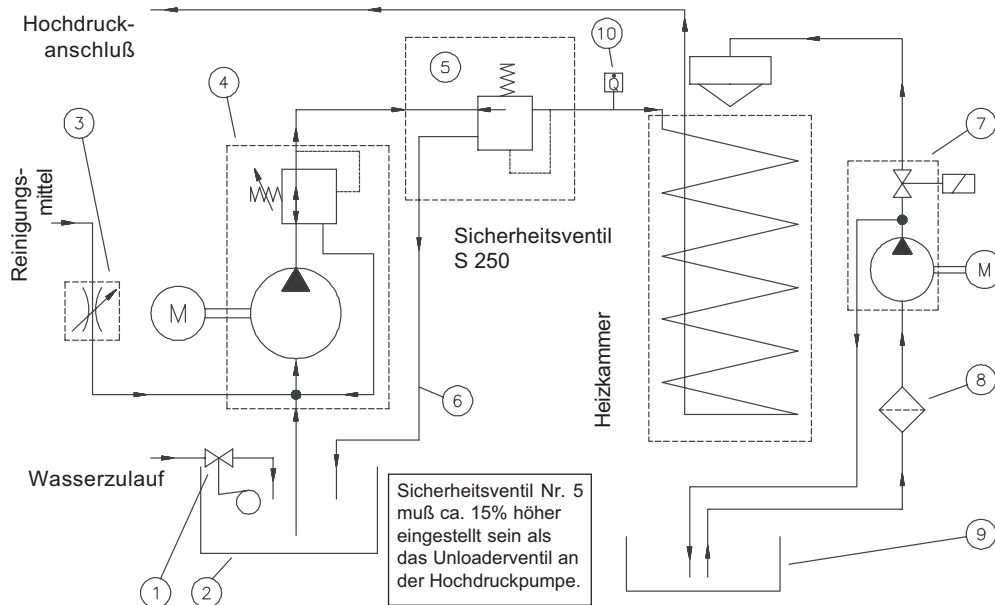 Hochdruck-
anschluß
10
5
4
3
7
Reinigungs-
mittel
Q
Sicherheitsventil
S 250
M
M
Heizkammer
6
8
Wasserzulauf
Sicherheitsventil Nr. 5
muß ca. 15% höher
eingestellt sein als
das Unloaderventil an
der Hochdruckpumpe.
9
1
2